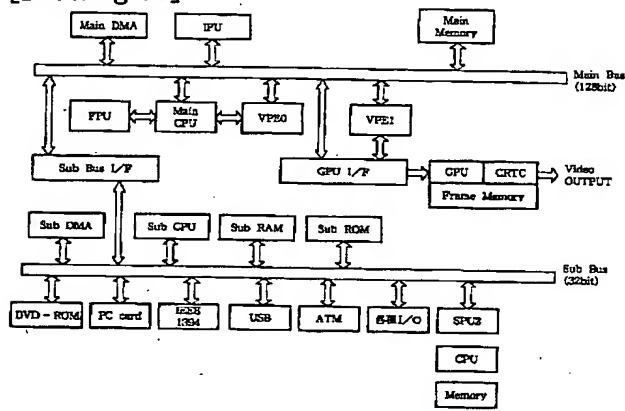 Main DMA
IPU
Main
Memory
Main Bus
(128bit)
FPU
Main
CPU
VPE0
VPE1
Sub Bus I/F
GPU I/F
GPU
CRTC
Frame Memory
Video
OUTPUT
Sub DMA
Sub CPU
Sub RAM
Sub ROM
Sub Bus
(32bit)
DVD-ROM
PC card
IEEE
1394
USB
ATM
I/O
SPU2
CPU
Memory